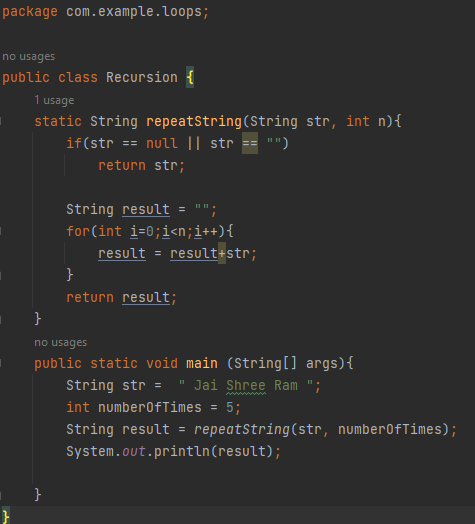 package com.example.loops;
no usages
public class Recursion {
1 usage
static String repeatString(String str, int n){
if(str == null || str == "")
return str;
String result = "";
for(int i=0;i<n;i++){
result = result+str;
}
return result;
}
no usages
public static void main (String[] args){
String str =  " Jai Shree Ram ";
int numberOfTimes = 5;
String result = repeatString(str, numberOfTimes);
System.out.println(result);
}
}